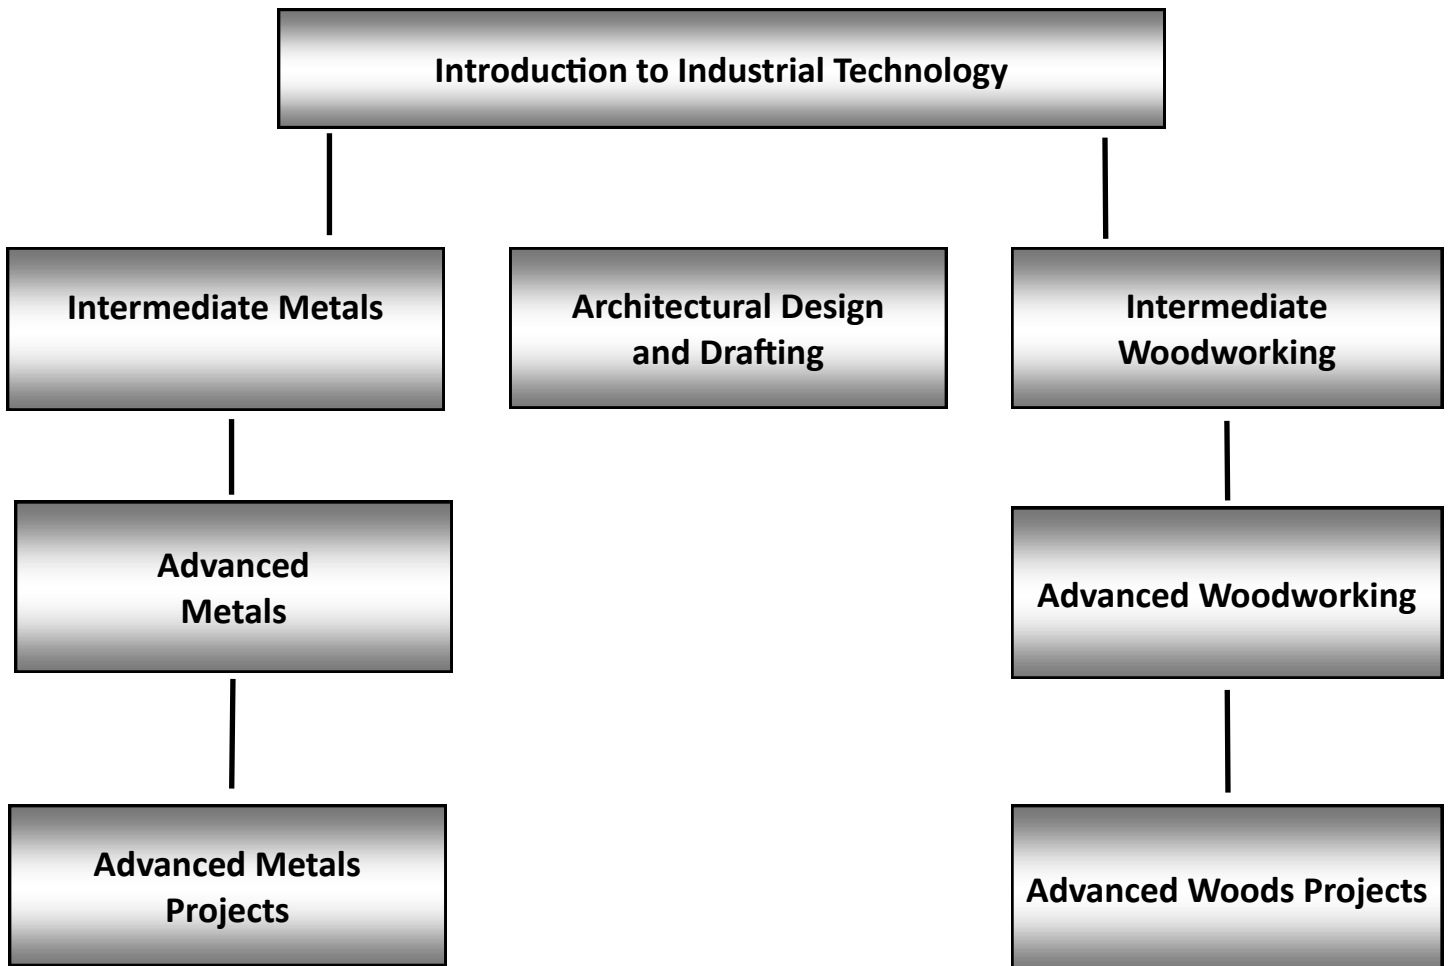 Introduction to Industrial Technology
Intermediate Metals
Architectural Design
and Drafting
Intermediate
Woodworking
Advanced
Metals
Advanced Woodworking
Advanced Metals
Projects
Advanced Woods Projects